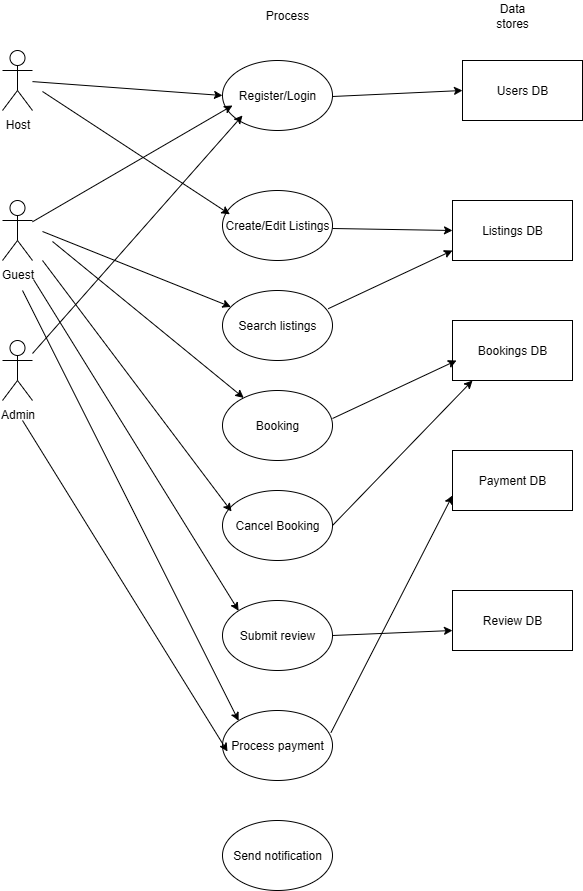 Process
Data
stores
Host
Register/Login
Users DB
Guest
Create/Edit Listings
Listings DB
Search listings
Bookings DB
Admin
Booking
Payment DB
Cancel Booking
Submit review
Review DB
Process payment
Send notification